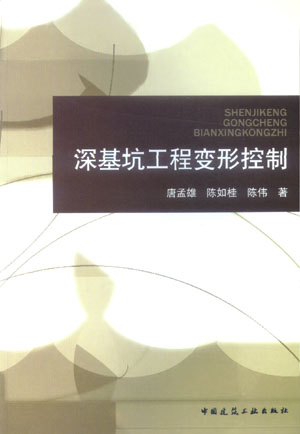 SHENJIKENG
GONGCHENG
BIANXINGKONGZHI
深基坑工程变形控制
唐孟雄 陈如桂 陈伟 著
中国建筑工业出版社